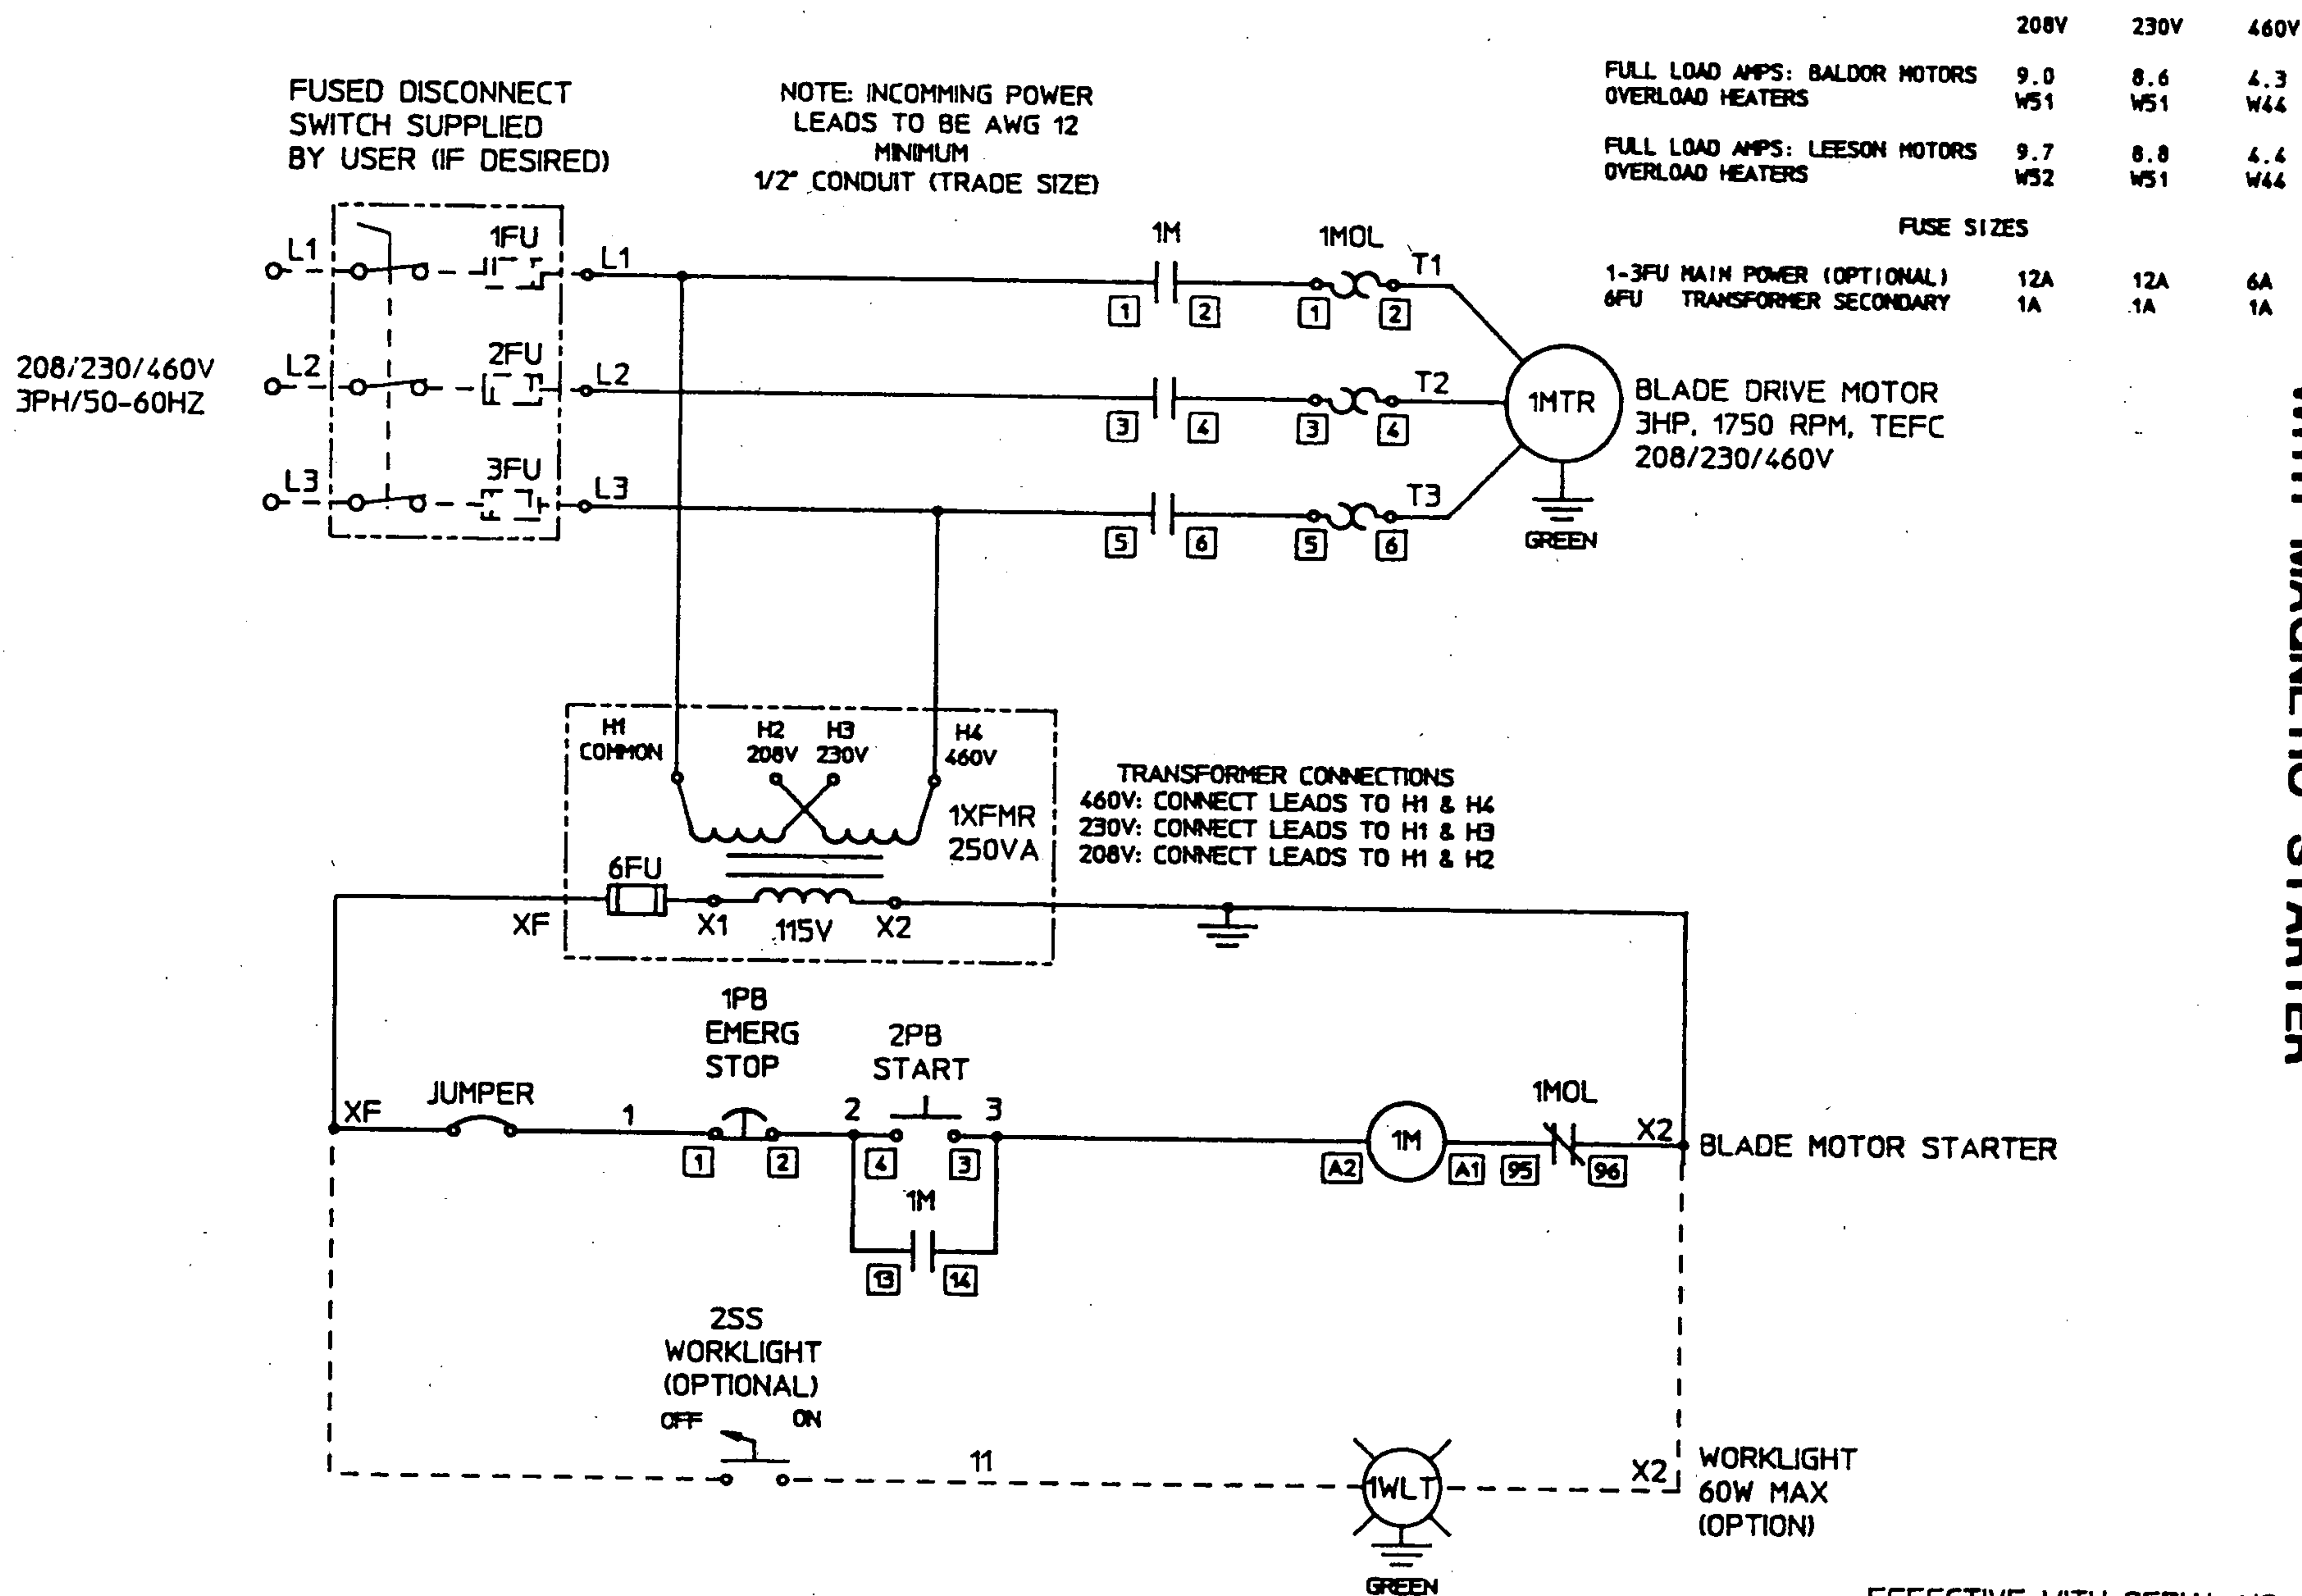 208V 230V 460V
FULL LOAD AMPS: BALDOR MOTORS 9.0 8.6 4.3
OVERLOAD HEATERS W51 W51 W44
FULL LOAD AMPS: LEESON MOTORS 9.7 8.8 4.4
OVERLOAD HEATERS W52 W51 W44
FUSE SIZES
1-3FU MAIN POWER (OPTIONAL) 12A 12A 6A
6FU TRANSFORMER SECONDARY 1A 1A 1A
FUSED DISCONNECT
SWITCH SUPPLIED
BY USER (IF DESIRED)
NOTE: INCOMMING POWER
LEADS TO BE AWG 12
MINIMUM
1/2" CONDUIT (TRADE SIZE)
L1 1FU L1 1M 1MOL T1
1 2 1 2
208/230/460V
3PH/50-60HZ
L2 2FU L2 T2
3 4 3 4
1MTR
BLADE DRIVE MOTOR
3HP, 1750 RPM, TEFC
208/230/460V
L3 3FU L3 T3
5 6 5 6
GREEN
H1 H2 H3 H4
COMMON 208V 230V 460V
1XFMR
250VA
TRANSFORMER CONNECTIONS
460V: CONNECT LEADS TO H1 & H4
230V: CONNECT LEADS TO H1 & H3
208V: CONNECT LEADS TO H1 & H2
6FU
XF X1 115V X2
1PB
EMERG
STOP
2PB
START
XF JUMPER 1 2 3 1M 1MOL X2
1 2 4 3 A2 A1 95 96
BLADE MOTOR STARTER
1M
13 14
2SS
WORKLIGHT
(OPTIONAL)
OFF ON
11 1WLT X2
WORKLIGHT
60W MAX
(OPTION)
GREEN
MAGNETIC STARTER